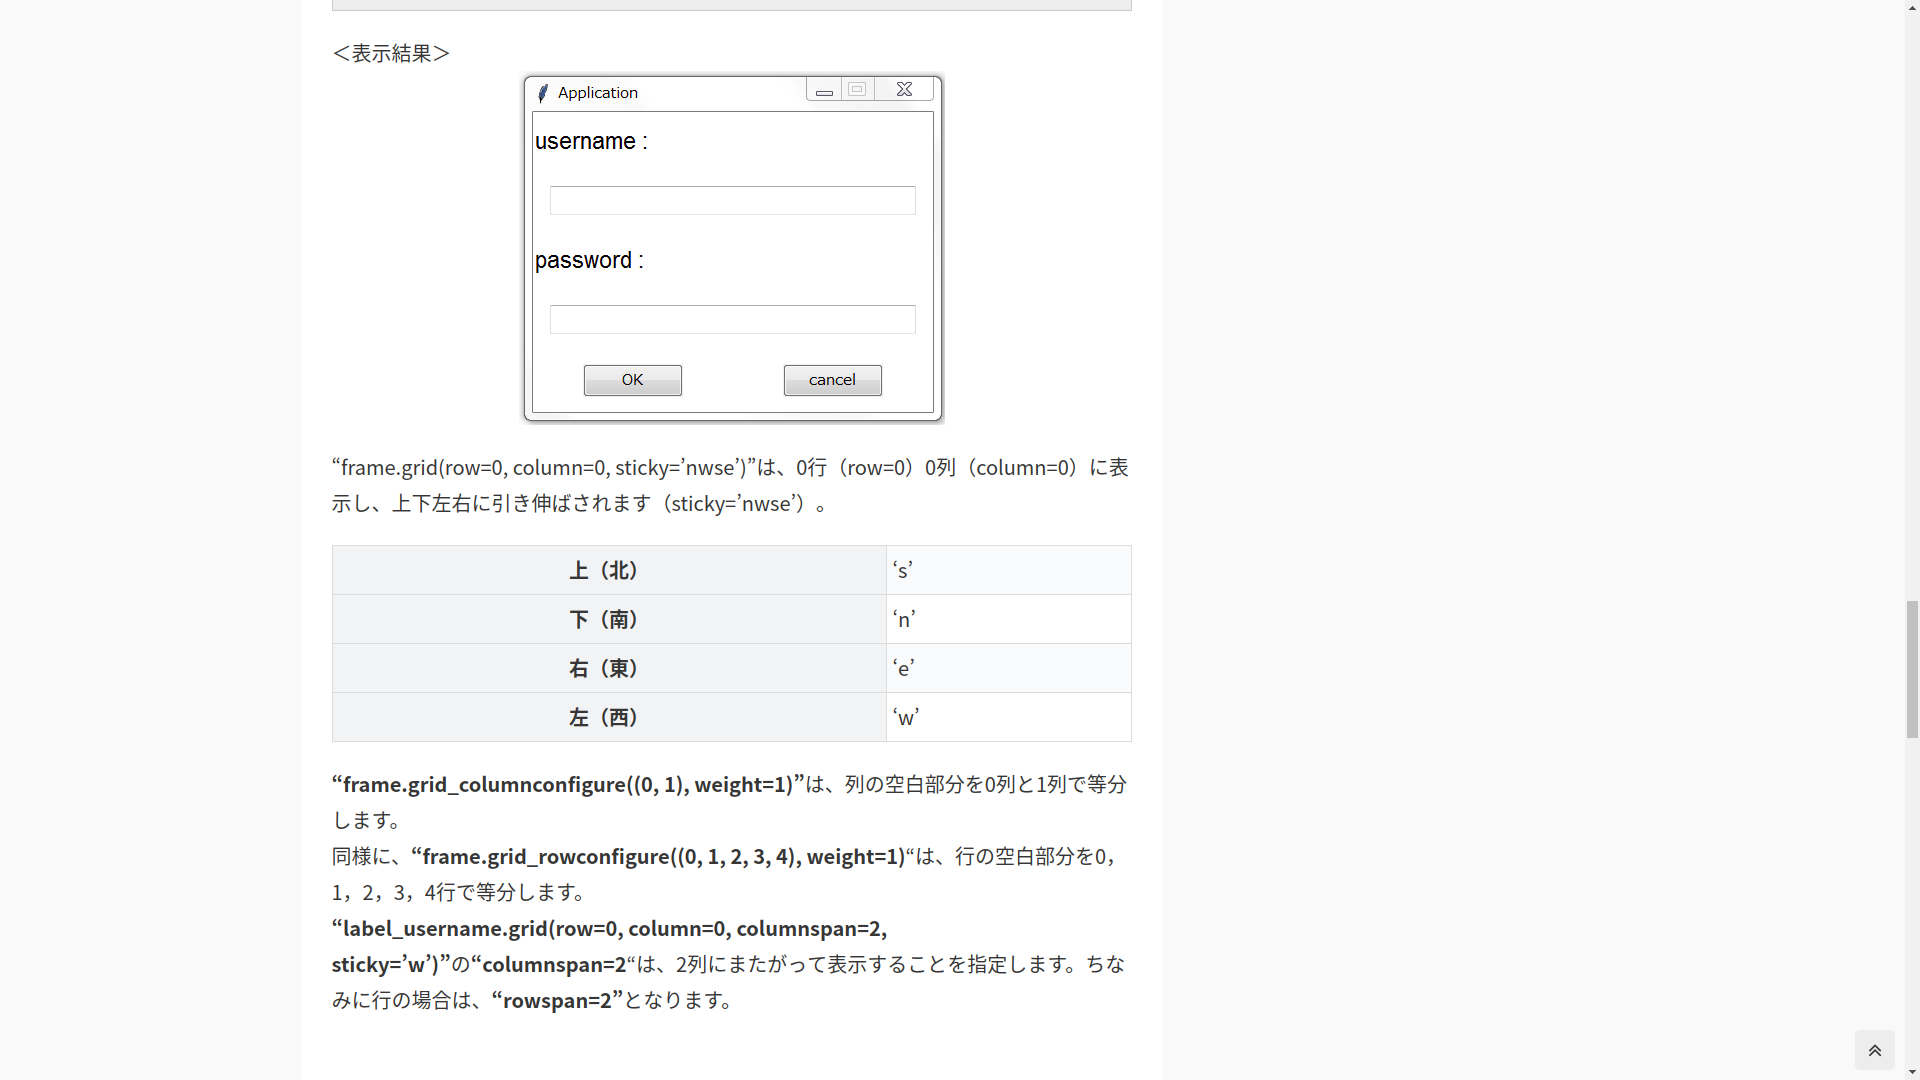 ＜表示結果＞
Application
username :
password :
OK
cancel
“frame.grid(row=0, column=0, sticky=’nwse’)”は、0行（row=0）0列（column=0）に表
示し、上下左右に引き伸ばされます（sticky=’nwse’）。
上（北） ‘s’
下（南） ‘n’
右（東） ‘e’
左（西） ‘w’
“frame.grid_columnconfigure((0, 1), weight=1)”は、列の空白部分を0列と1列で等分
します。
同様に、“frame.grid_rowconfigure((0, 1, 2, 3, 4), weight=1)“は、行の空白部分を0，
1，2，3，4行で等分します。
“label_username.grid(row=0, column=0, columnspan=2,
sticky=’w’)”の“columnspan=2“は、2列にまたがって表示することを指定します。ちな
みに行の場合は、“rowspan=2”となります。